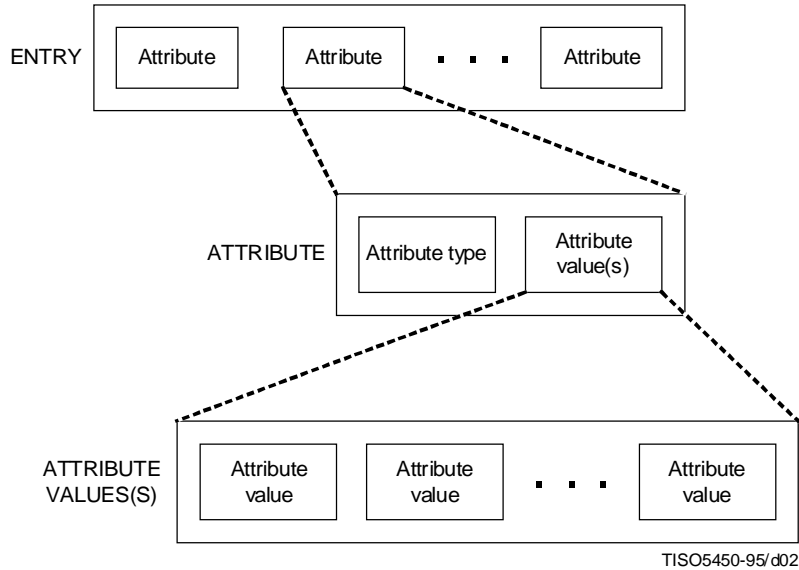 ENTRY
Attribute
Attribute
. . .
Attribute
ATTRIBUTE
Attribute type
Attribute
value(s)
ATTRIBUTE
VALUES(S)
Attribute
value
Attribute
value
. . .
Attribute
value
TISO5450-95/d02